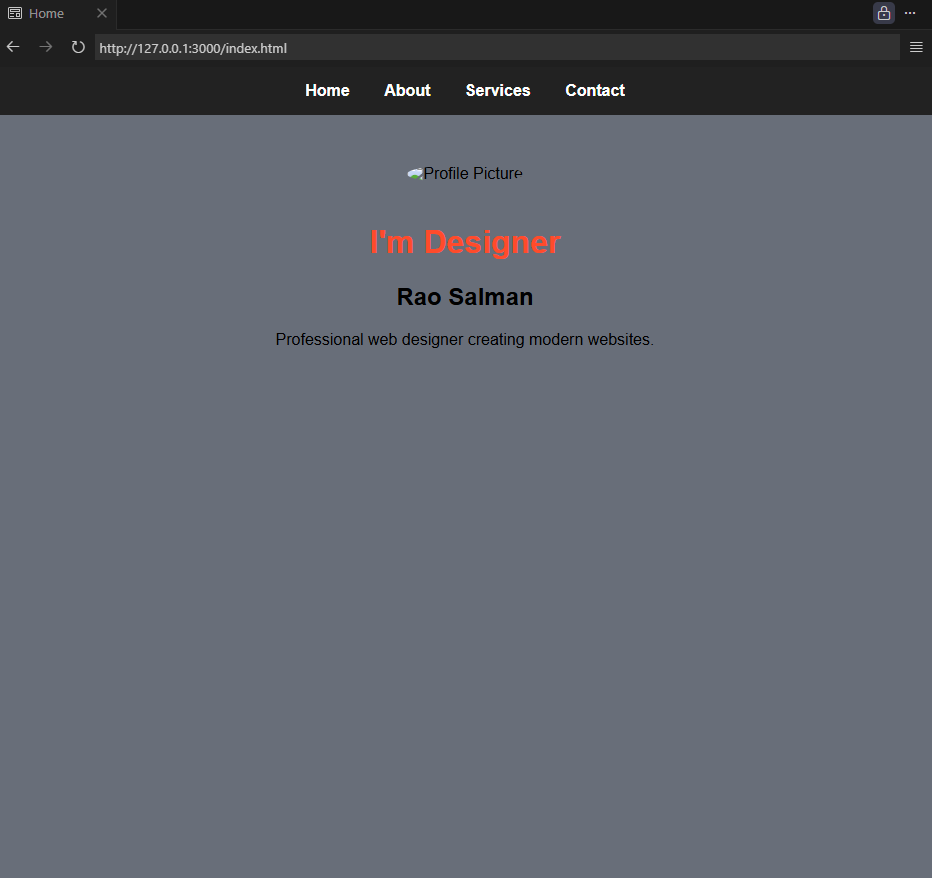 Home
http://127.0.0.1:3000/index.html
Home About Services Contact
Profile Picture
I'm Designer
Rao Salman
Professional web designer creating modern websites.